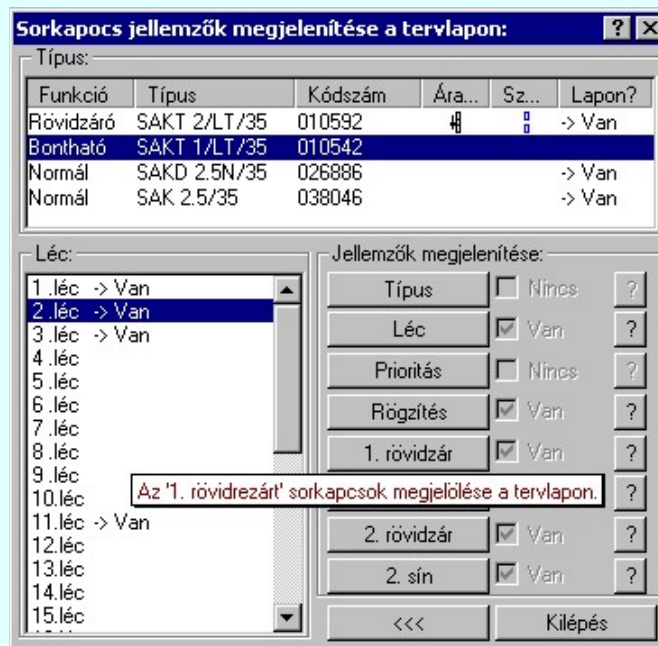 Sorkapocs jellemzők megjelenítése a tervlapon:
Típus:
Funkció Típus Kódszám Ára... Sz... Lapon?
Rövidzáró SAKT 2/LT/35 010592 -> Van
Bontható SAKT 1/LT/35 010542
Normál SAKD 2.5N/35 026886 -> Van
Normál SAK 2.5/35 038046 -> Van
Léc:
1 .léc -> Van
2 .léc -> Van
3 .léc -> Van
4 .léc
5 .léc
6 .léc
7 .léc
8 .léc
9 .léc
10.léc
11.léc -> Van
12.léc
13.léc
14.léc
15.léc
Jellemzők megjelenítése:
Típus Nincs ?
Léc Van ?
Prioritás Nincs ?
Rögzítés Van ?
1. rövidzár Van ?
Az '1. rövidrezárt' sorkapcsok megjelölése a tervlapon. ?
2. rövidzár Van ?
2. sín Van ?
<<< Kilépés